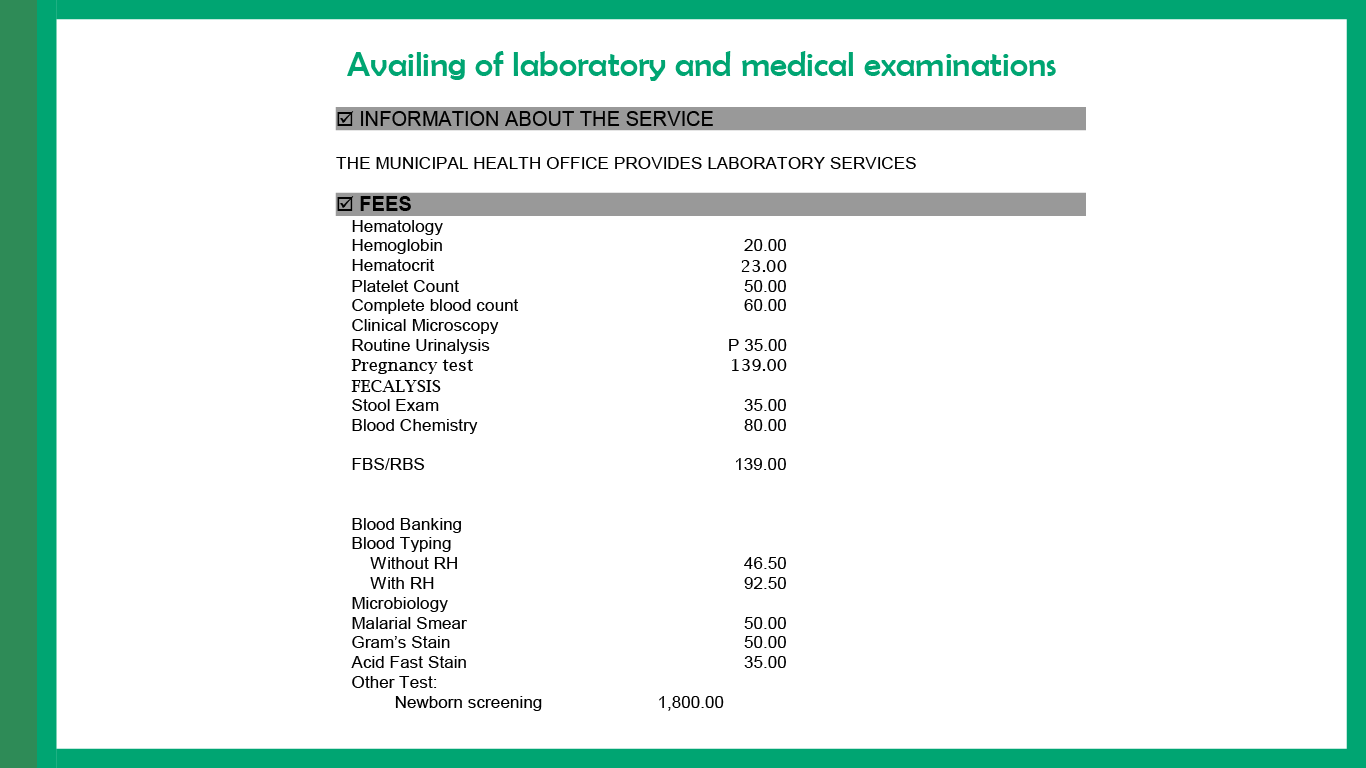 Availing of laboratory and medical examinations
☑ INFORMATION ABOUT THE SERVICE
THE MUNICIPAL HEALTH OFFICE PROVIDES LABORATORY SERVICES
☑ FEES
Hematology
Hemoglobin 20.00
Hematocrit 23.00
Platelet Count 50.00
Complete blood count 60.00
Clinical Microscopy
Routine Urinalysis P 35.00
Pregnancy test 139.00
FECALYSIS
Stool Exam 35.00
Blood Chemistry 80.00
FBS/RBS 139.00
Blood Banking
Blood Typing
Without RH 46.50
With RH 92.50
Microbiology
Malarial Smear 50.00
Gram’s Stain 50.00
Acid Fast Stain 35.00
Other Test:
Newborn screening 1,800.00